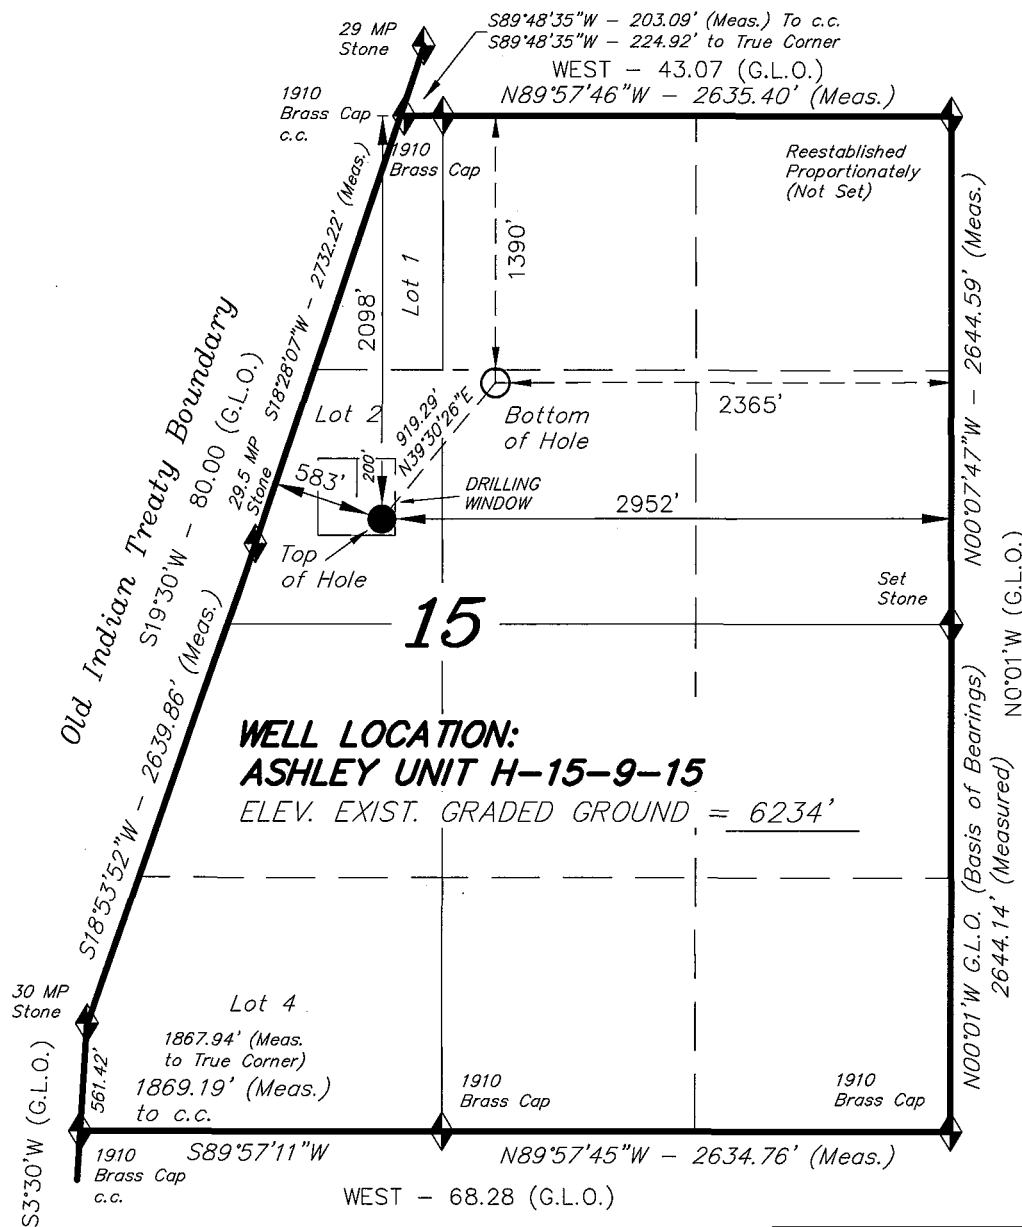 S89°48'35"W - 203.09' (Meas.) To c.c.
S89°48'35"W - 224.92' to True Corner
29 MP
Stone
WEST - 43.07 (G.L.O.)
N89°57'46"W - 2635.40' (Meas.)
1910
Brass Cap
c.c.
1910
Brass Cap
Reestablished
Proportionately
(Not Set)
S18°28'07"W - 2732.22' (Meas.)
2098'
Lot 1
1390'
N00°07'47"W - 2644.59' (Meas.)
Old Indian Treaty Boundary
S19°30'W - 80.00 (G.L.O.)
29.5 MP
Stone
Lot 2
919.29'
N39°30'26"E
Bottom
of Hole
2365'
583'
200'
DRILLING
WINDOW
2952'
Top
of Hole
Set
Stone
N0°01'W (G.L.O.)
15
S18°53'52"W - 2639.86' (Meas.)
WELL LOCATION:
ASHLEY UNIT H-15-9-15
ELEV. EXIST. GRADED GROUND = 6234'
N00°01'W G.L.O. (Basis of Bearings)
2644.14' (Measured)
30 MP
Stone
Lot 4
1867.94' (Meas.
to True Corner)
1869.19' (Meas.)
to c.c.
561.42'
S3°30'W (G.L.O.)
1910
Brass Cap
1910
Brass Cap
1910
Brass Cap
c.c.
S89°57'11"W
N89°57'45"W - 2634.76' (Meas.)
WEST - 68.28 (G.L.O.)